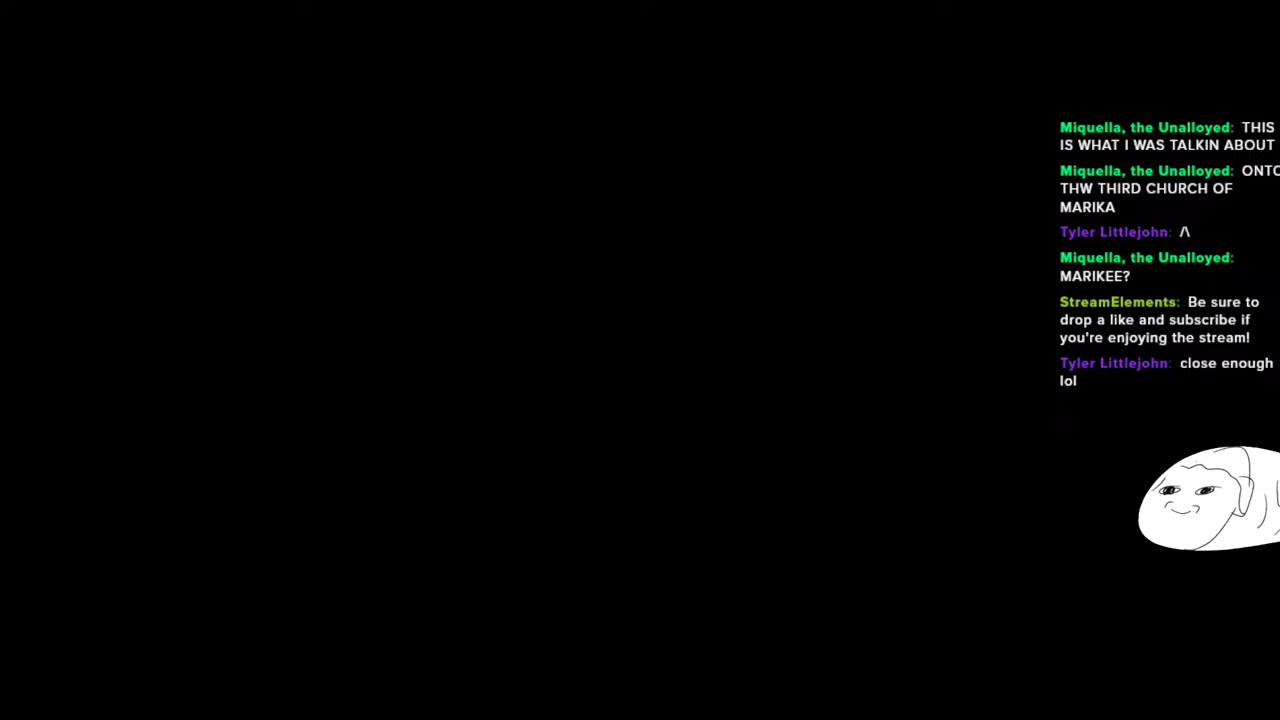 Miquella, the Unalloyed: THIS
IS WHAT I WAS TALKIN ABOUT
Miquella, the Unalloyed: ONTO
THW THIRD CHURCH OF
MARIKA
Tyler Littlejohn: /\
Miquella, the Unalloyed:
MARIKEE?
StreamElements: Be sure to
drop a like and subscribe if
you're enjoying the stream!
Tyler Littlejohn: close enough
lol